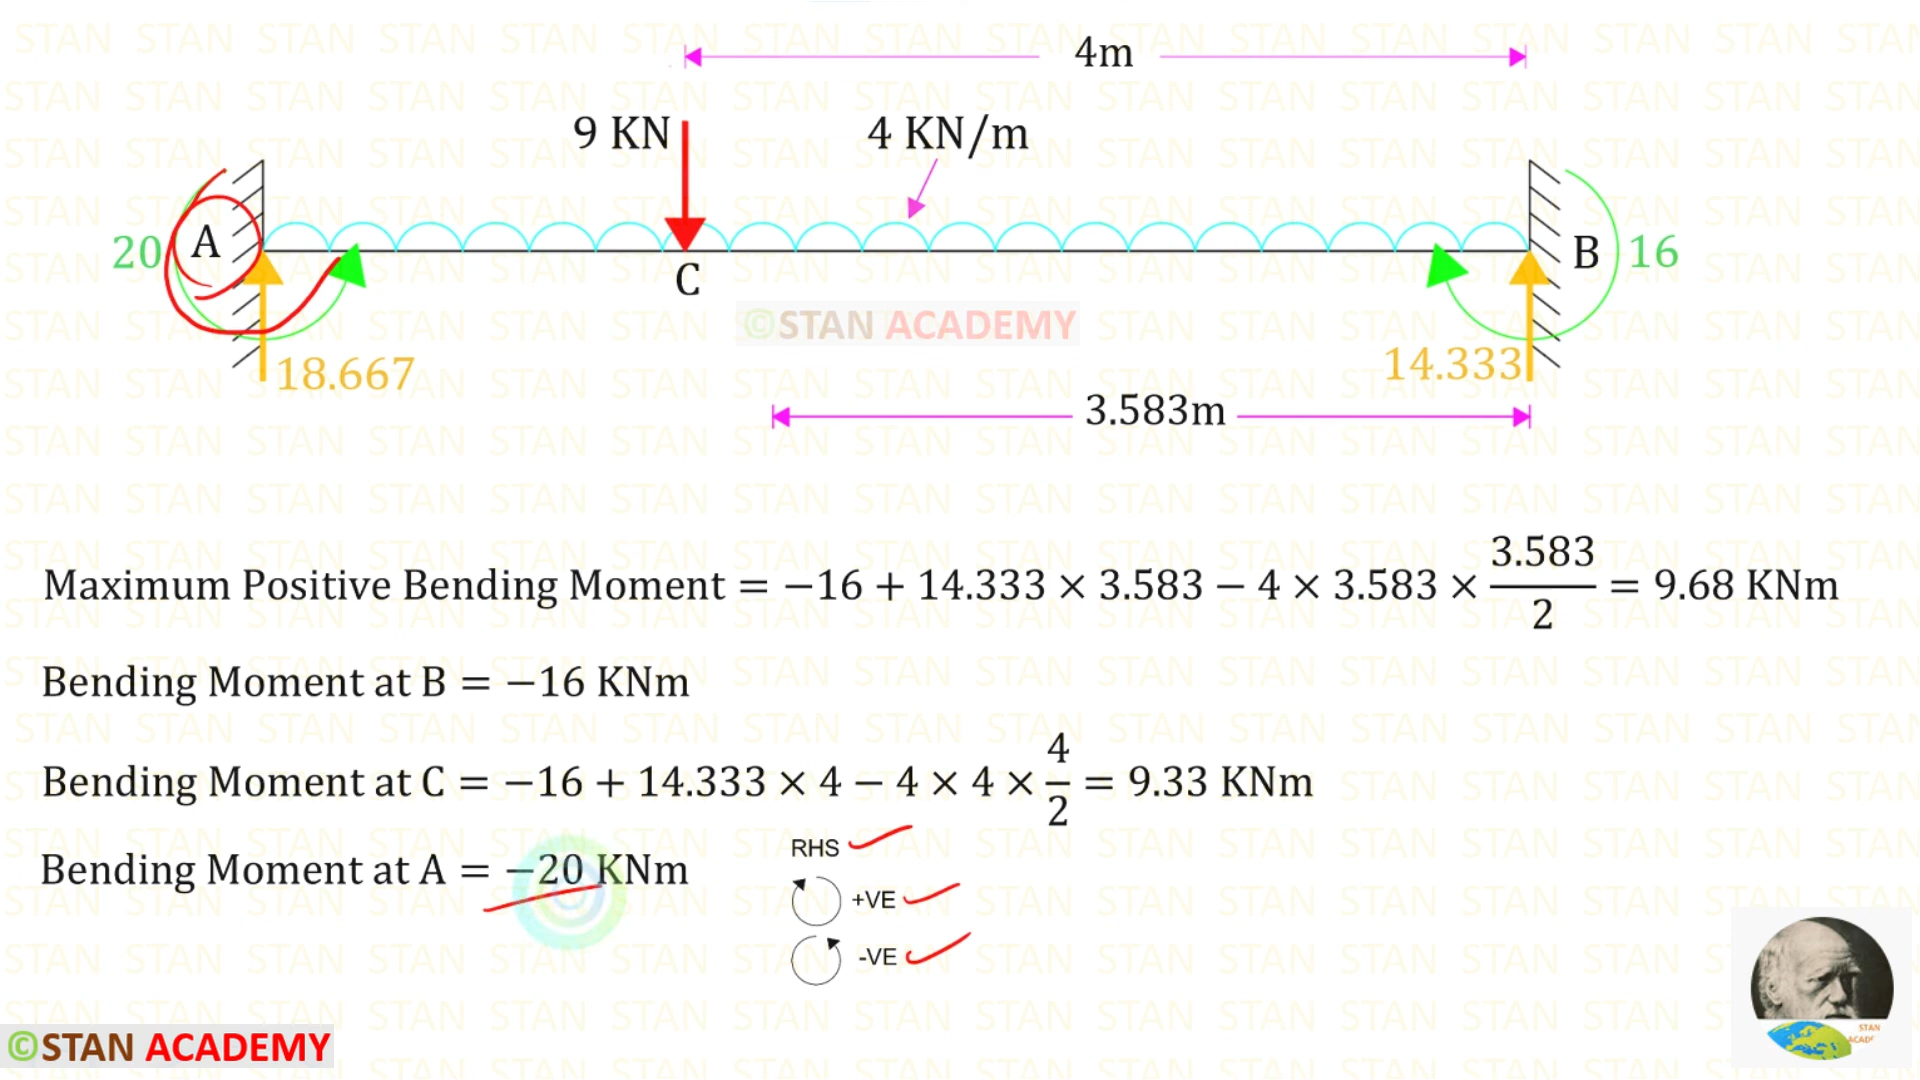 4m
9 KN
4 KN/m
20
A
C
B
16
©STAN ACADEMY
18.667
14.333
3.583m
Maximum Positive Bending Moment = −16 + 14.333 × 3.583 − 4 × 3.583 × 3.583/2 = 9.68 KNm
Bending Moment at B = −16 KNm
Bending Moment at C = −16 + 14.333 × 4 − 4 × 4 × 4/2 = 9.33 KNm
Bending Moment at A = −20 KNm
RHS
+VE
-VE
©STAN ACADEMY
STAN